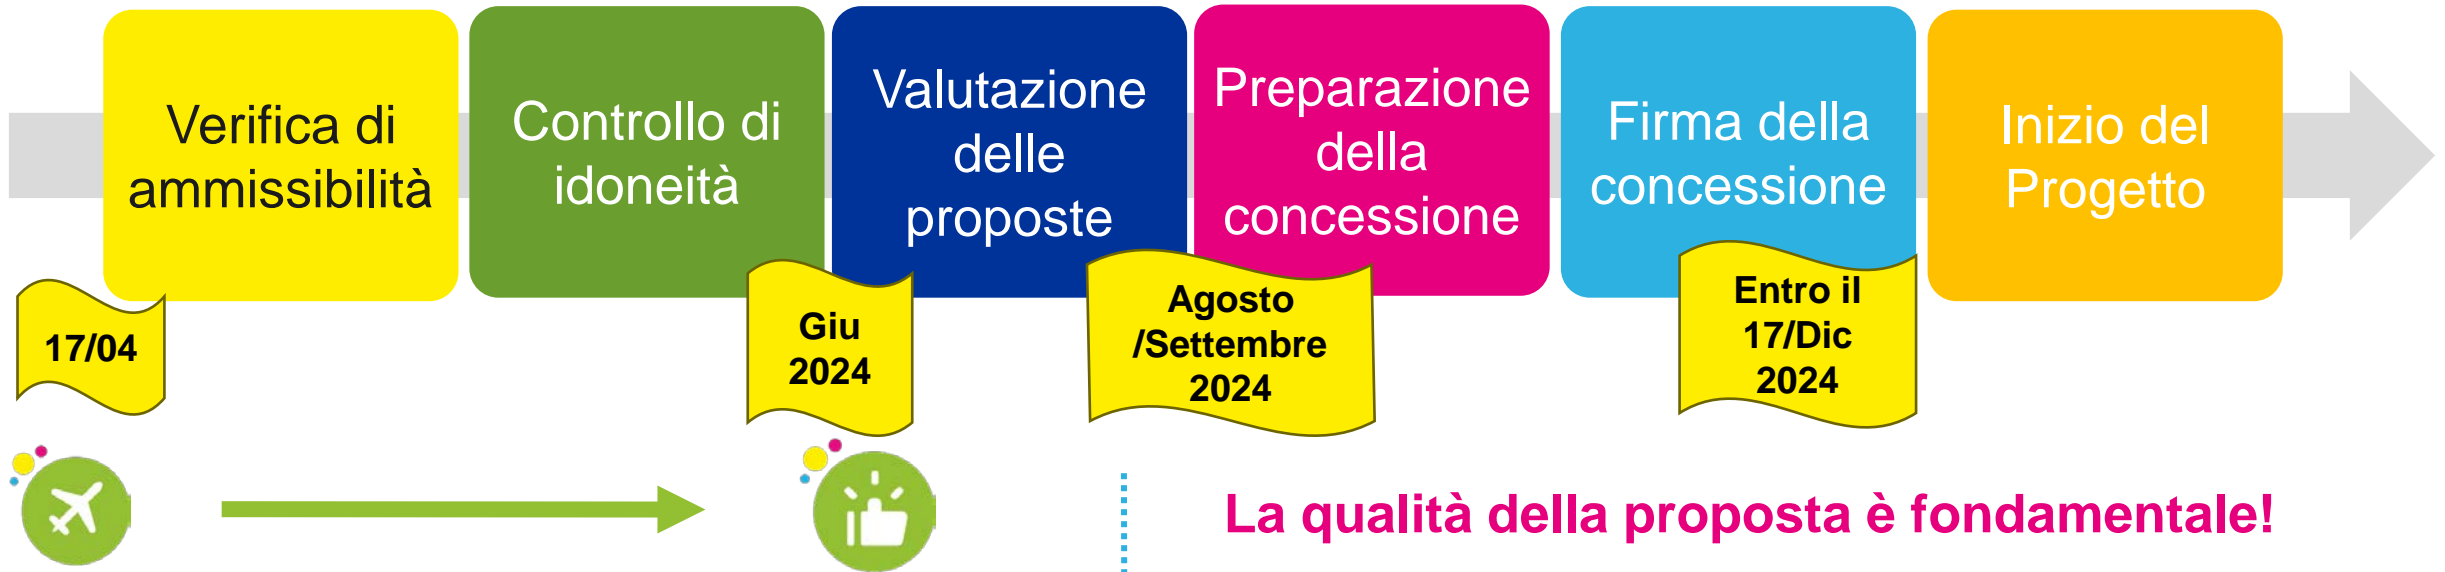 Verifica di
ammissibilità
Controllo di
idoneità
Valutazione
delle
proposte
Preparazione
della
concessione
Firma della
concessione
Inizio del
Progetto
17/04
Giu
2024
Agosto
/Settembre
2024
Entro il
17/Dic
2024
La qualità della proposta è fondamentale!